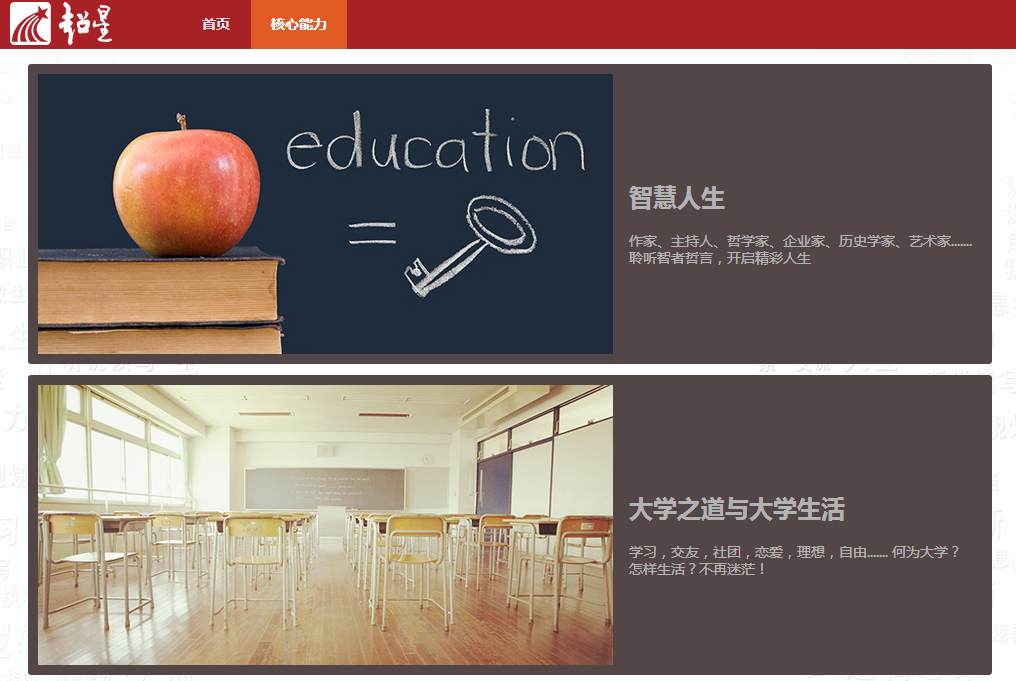 超星
首页
核心能力
education
=
智慧人生
作家、主持人、哲学家、企业家、历史学家、艺术家.......
聆听智者哲言，开启精彩人生
大学之道与大学生活
学习，交友，社团，恋爱，理想，自由....... 何为大学？
怎样生活？不再迷茫！